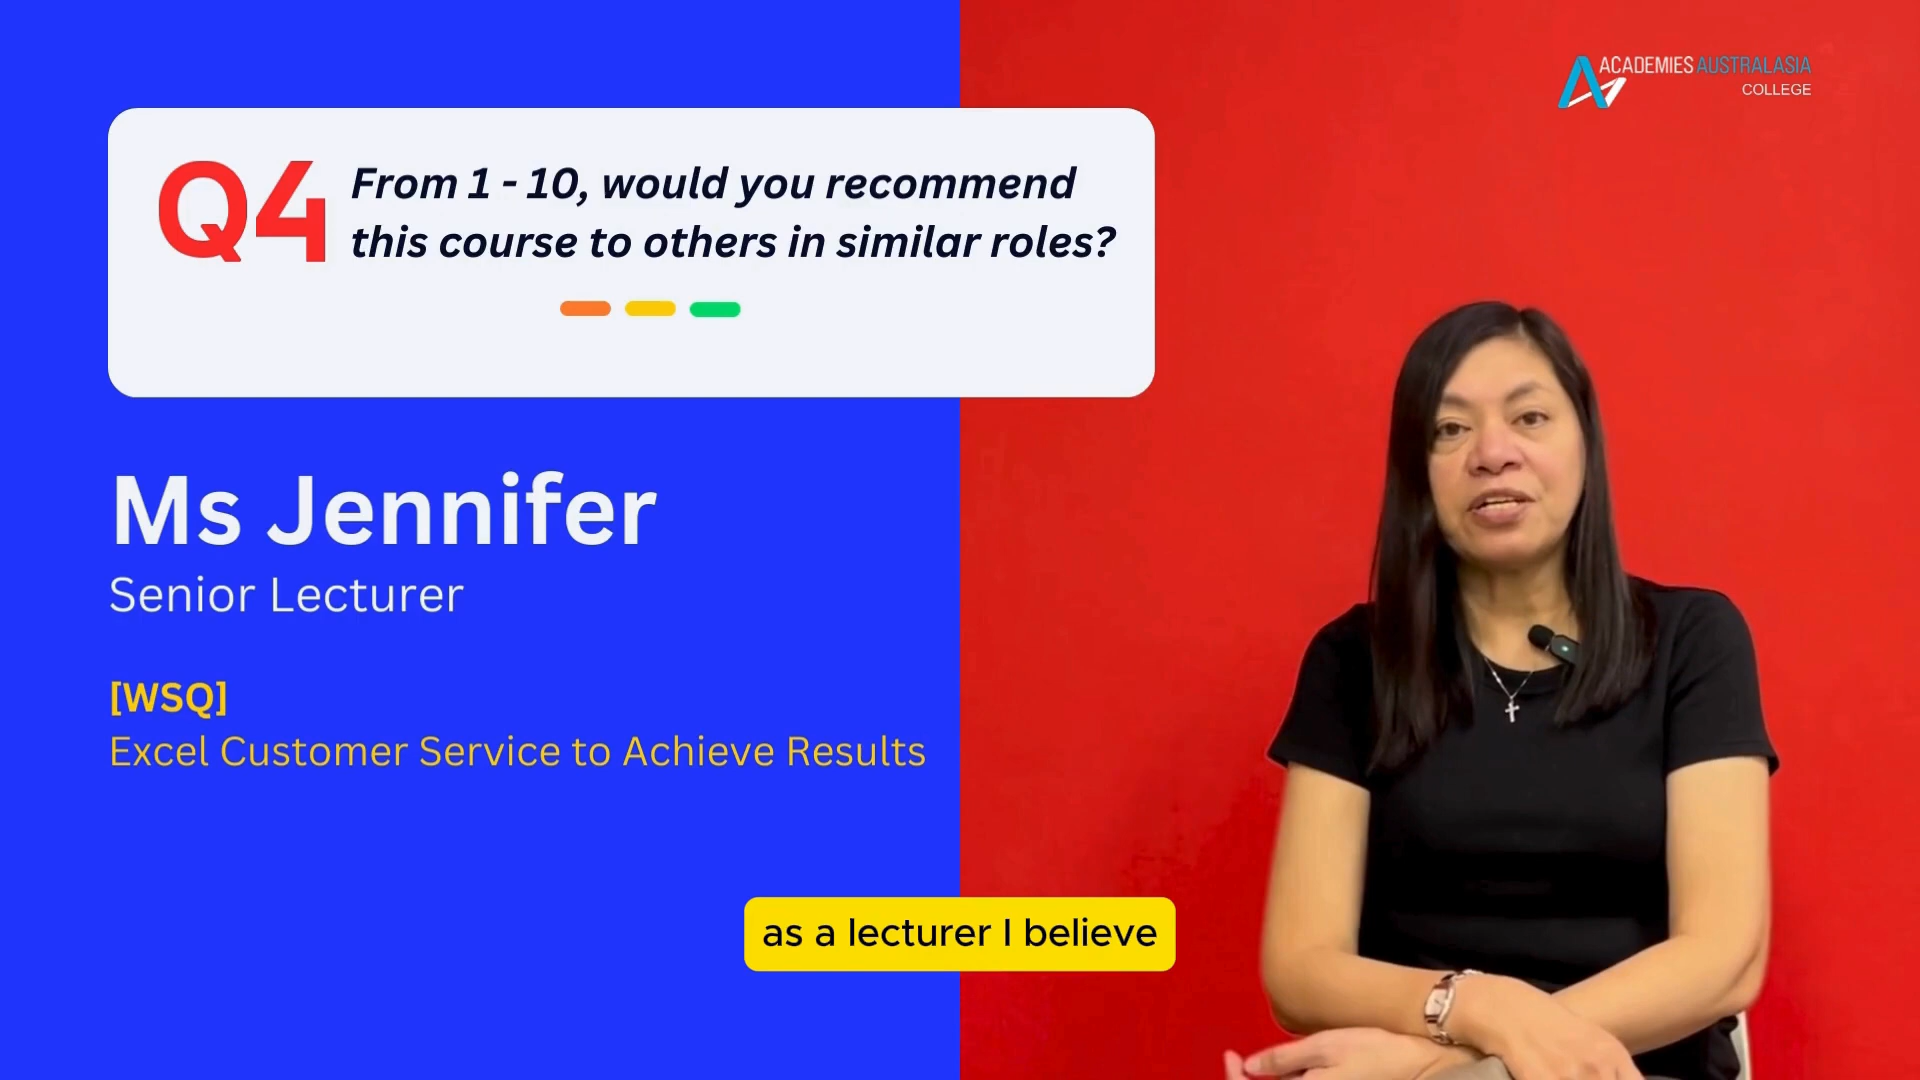 ACADEMIES AUSTRALASIA
COLLEGE
Q4
From 1 - 10, would you recommend
this course to others in similar roles?
Ms Jennifer
Senior Lecturer
[WSQ]
Excel Customer Service to Achieve Results
as a lecturer I believe